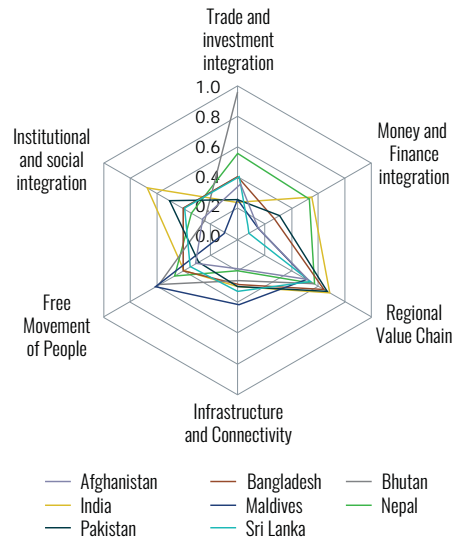 Trade and
investment
integration
1.0
0.8
0.6
0.4
0.2
0.0
Money and
Finance
integration
Regional
Value Chain
Infrastructure
and Connectivity
Free
Movement
of People
Institutional
and social
integration
Afghanistan
Bangladesh
Bhutan
India
Maldives
Nepal
Pakistan
Sri Lanka